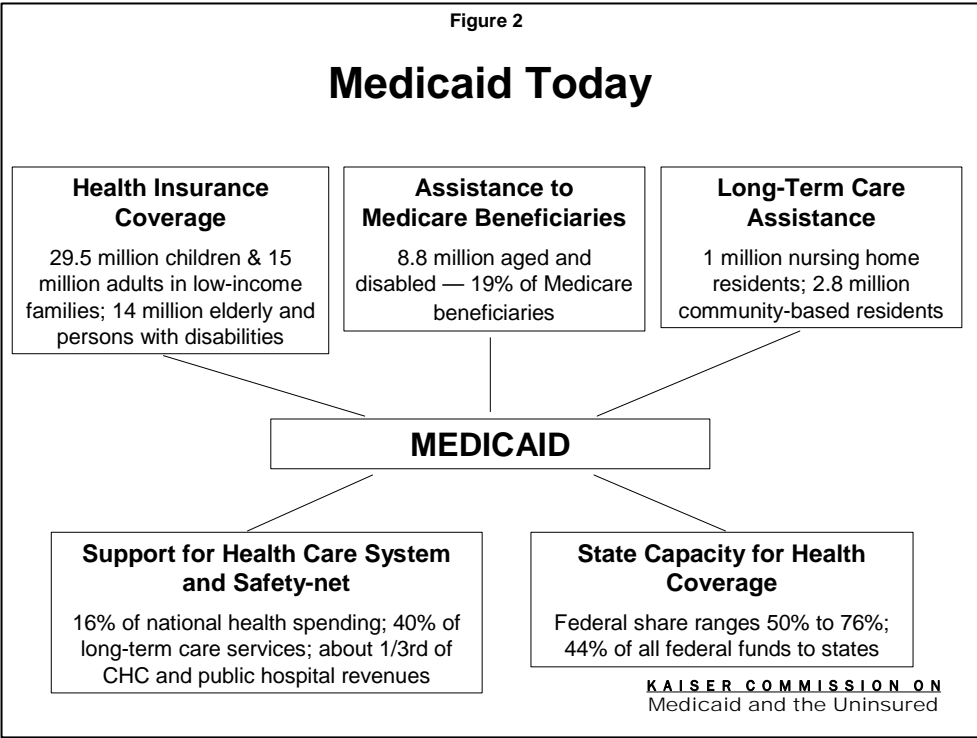 Figure 2
Medicaid Today
Health Insurance
Coverage
29.5 million children & 15
million adults in low-income
families; 14 million elderly and
persons with disabilities
Assistance to
Medicare Beneficiaries
8.8 million aged and
disabled — 19% of Medicare
beneficiaries
Long-Term Care
Assistance
1 million nursing home
residents; 2.8 million
community-based residents
MEDICAID
Support for Health Care System
and Safety-net
16% of national health spending; 40% of
long-term care services; about 1/3rd of
CHC and public hospital revenues
State Capacity for Health
Coverage
Federal share ranges 50% to 76%;
44% of all federal funds to states
KAISER COMMISSION ON
Medicaid and the Uninsured